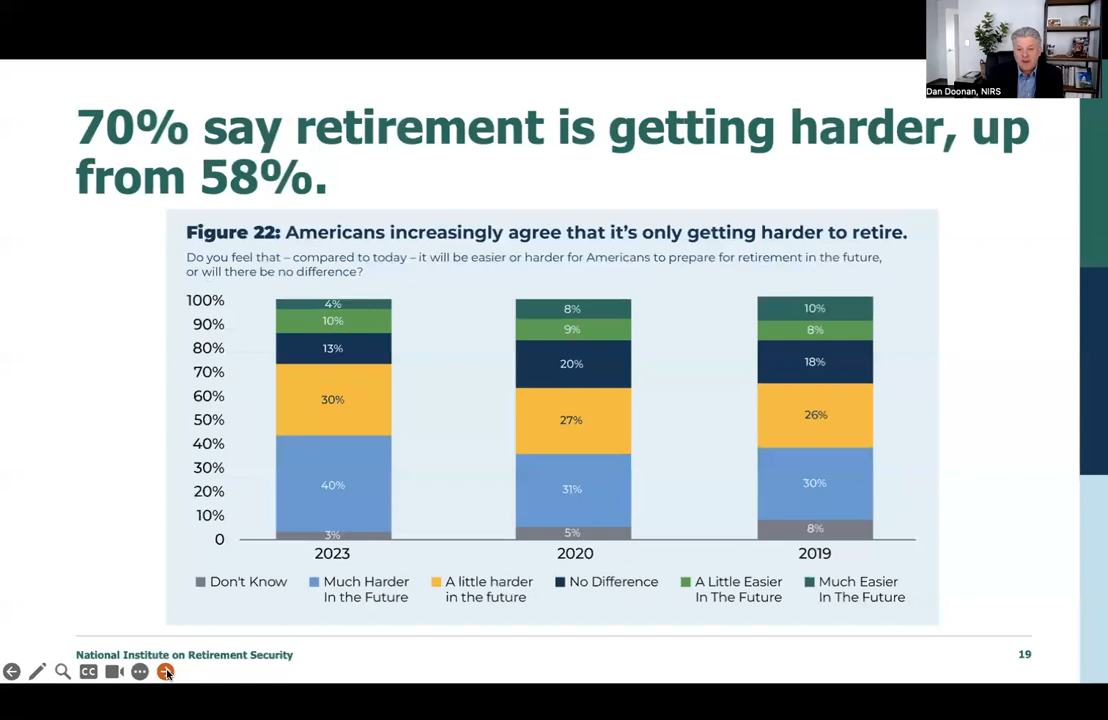 Dan Doonan, NIRS
70% say retirement is getting harder, up
from 58%.
Figure 22: Americans increasingly agree that it's only getting harder to retire.
Do you feel that – compared to today – it will be easier or harder for Americans to prepare for retirement in the future,
or will there be no difference?
100%
90%
80%
70%
60%
50%
40%
30%
20%
10%
0
4%
10%
13%
30%
40%
3%
8%
9%
20%
27%
31%
5%
10%
8%
18%
26%
30%
8%
2023 2020 2019
Don't Know
Much Harder
In the Future
A little harder
in the future
No Difference
A Little Easier
In The Future
Much Easier
In The Future
National Institute on Retirement Security
19
CC